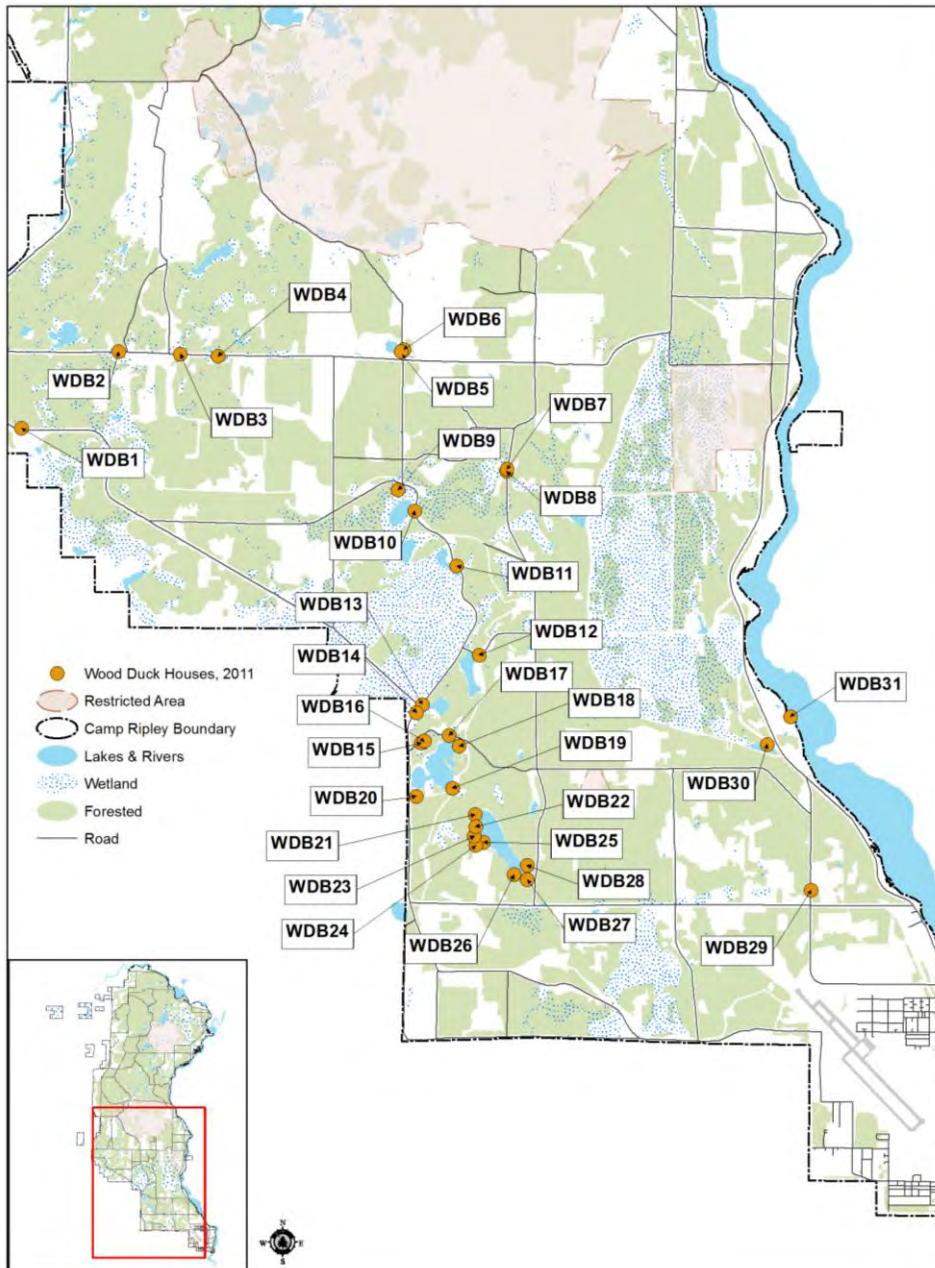 WDB4
WDB6
WDB2
WDB3
WDB5
WDB9
WDB7
WDB1
WDB8
WDB10
WDB11
WDB13
WDB12
WDB14
WDB17
WDB16
WDB18
WDB31
WDB15
WDB19
WDB20
WDB30
WDB22
WDB21
WDB25
WDB23
WDB28
WDB24
WDB26
WDB27
WDB29
Wood Duck Houses, 2011
Restricted Area
Camp Ripley Boundary
Lakes & Rivers
Wetland
Forested
Road
N
W
E
S